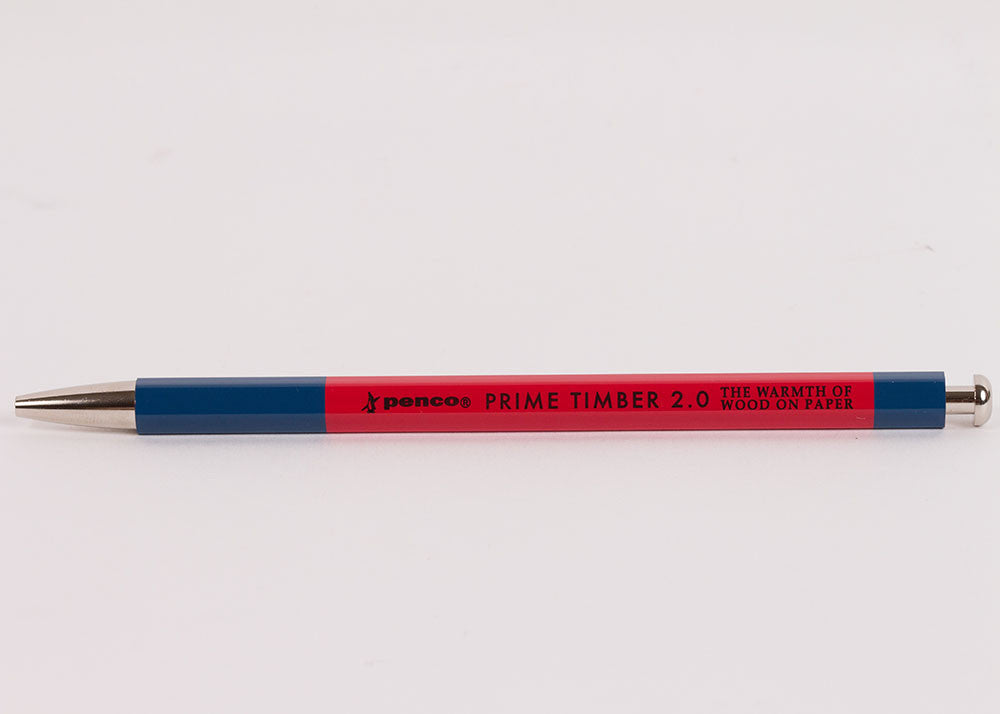 penco® PRIME TIMBER 2.0 THE WARMTH OF
WOOD ON PAPER